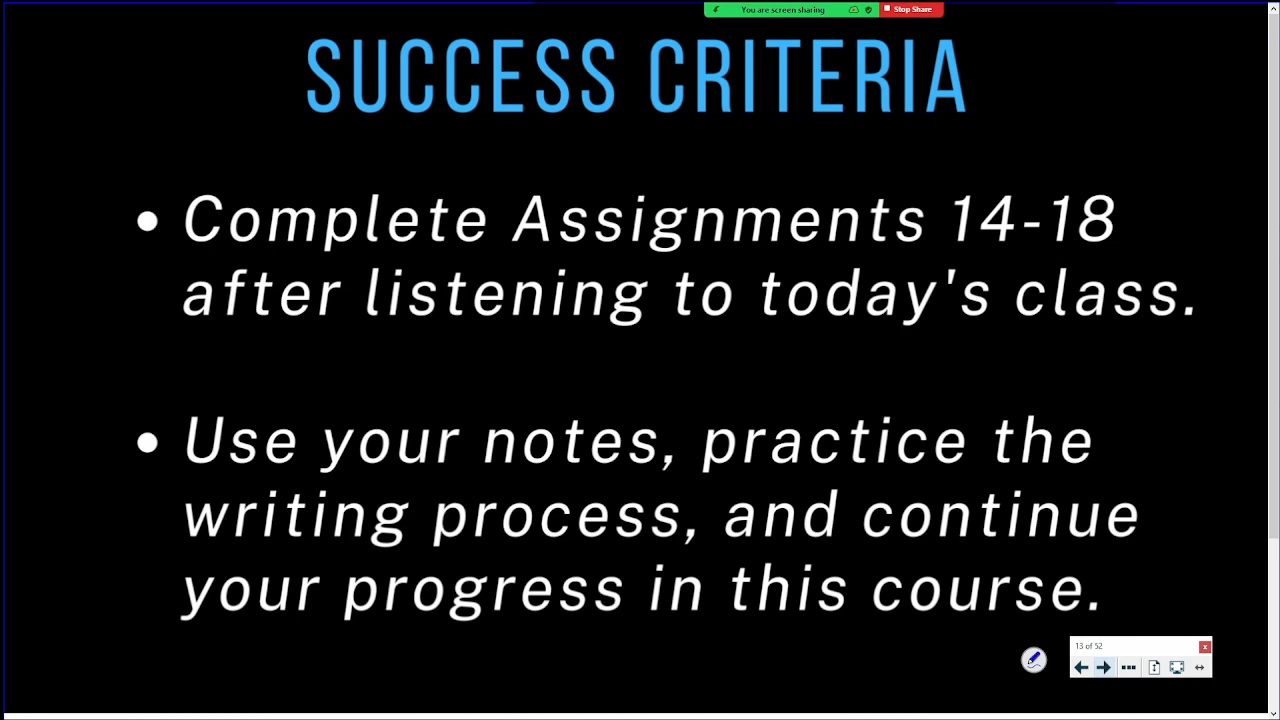 You are screen sharing Stop Share
SUCCESS CRITERIA
• Complete Assignments 14-18
after listening to today's class.
• Use your notes, practice the
writing process, and continue
your progress in this course.
13 of 52
x